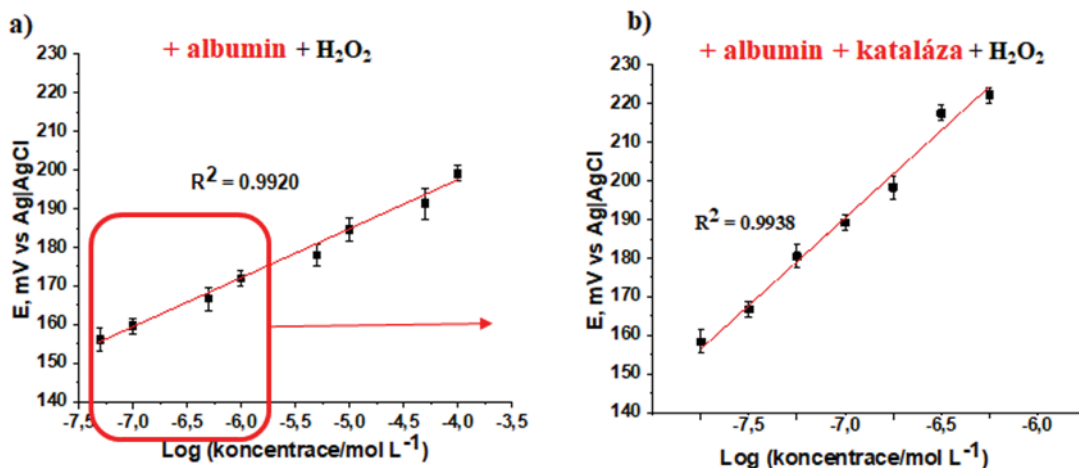 a)
+ albumin + H₂O₂
E, mV vs Ag|AgCl
230
220
210
200
190
180
170
160
150
140
R² = 0.9920
-7,5 -7,0 -6,5 -6,0 -5,5 -5,0 -4,5 -4,0 -3,5
Log (koncentrace/mol L⁻¹)
b)
+ albumin + kataláza + H₂O₂
E, mV vs Ag|AgCl
230
220
210
200
190
180
170
160
150
140
R² = 0.9938
-7,5 -7,0 -6,5 -6,0
Log (koncentrace/mol L⁻¹)